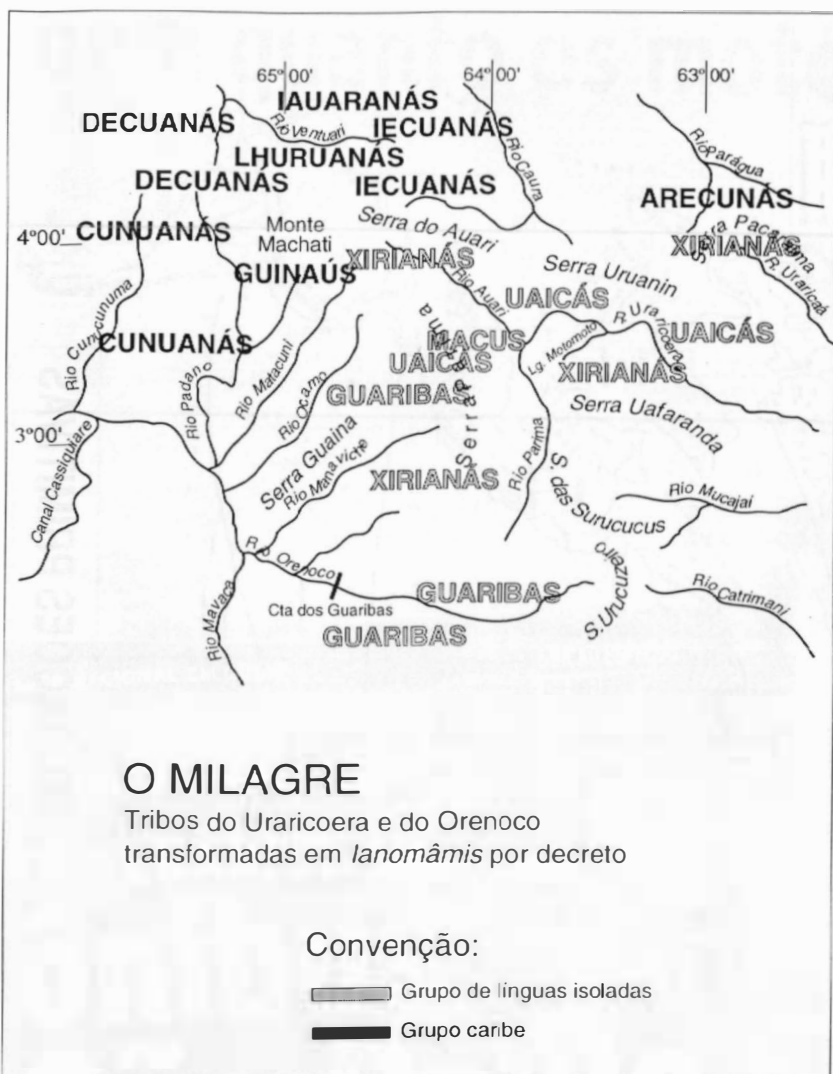 65°00'
64°00'
63°00'
IAUARANÁS
DECUANÁS
Rio Ventuari
IECUANÁS
Rio Caura
Rio Parágua
LHURUANÁS
DECUANÁS
IECUANÁS
ARECUNÁS
4°00'
CUNUANÁS
Monte
Machati
Serra do Auari
Serra Pacaraima
XIRIANÁS
GUINAÚS
XIRIANÁS
Rio Auari
Serra Uruanin
R. Uraricaá
Rio Cunucunuma
UAICÁS
R. Uraricoera
CUNUANÁS
MACUS
Lg. Motomoto
UAICÁS
UAICÁS
Rio Padano
Rio Matacuni
Rio Ocamo
GUARIBAS
Serra Parima
XIRIANÁS
Serra Uafaranda
3°00'
Canal Cassiquiare
Serra Guaina
Rio Manaviche
XIRIANÁS
Rio Parima
S. das Surucucus
Rio Mucajai
Rio Orenoco
GUARIBAS
S. Urucuzeiro
Rio Catrimani
Cta dos Guaribas
GUARIBAS
Rio Mavaca
O MILAGRE
Tribos do Uraricoera e do Orenoco
transformadas em Ianomâmis por decreto
Convenção:
Grupo de línguas isoladas
Grupo caribe